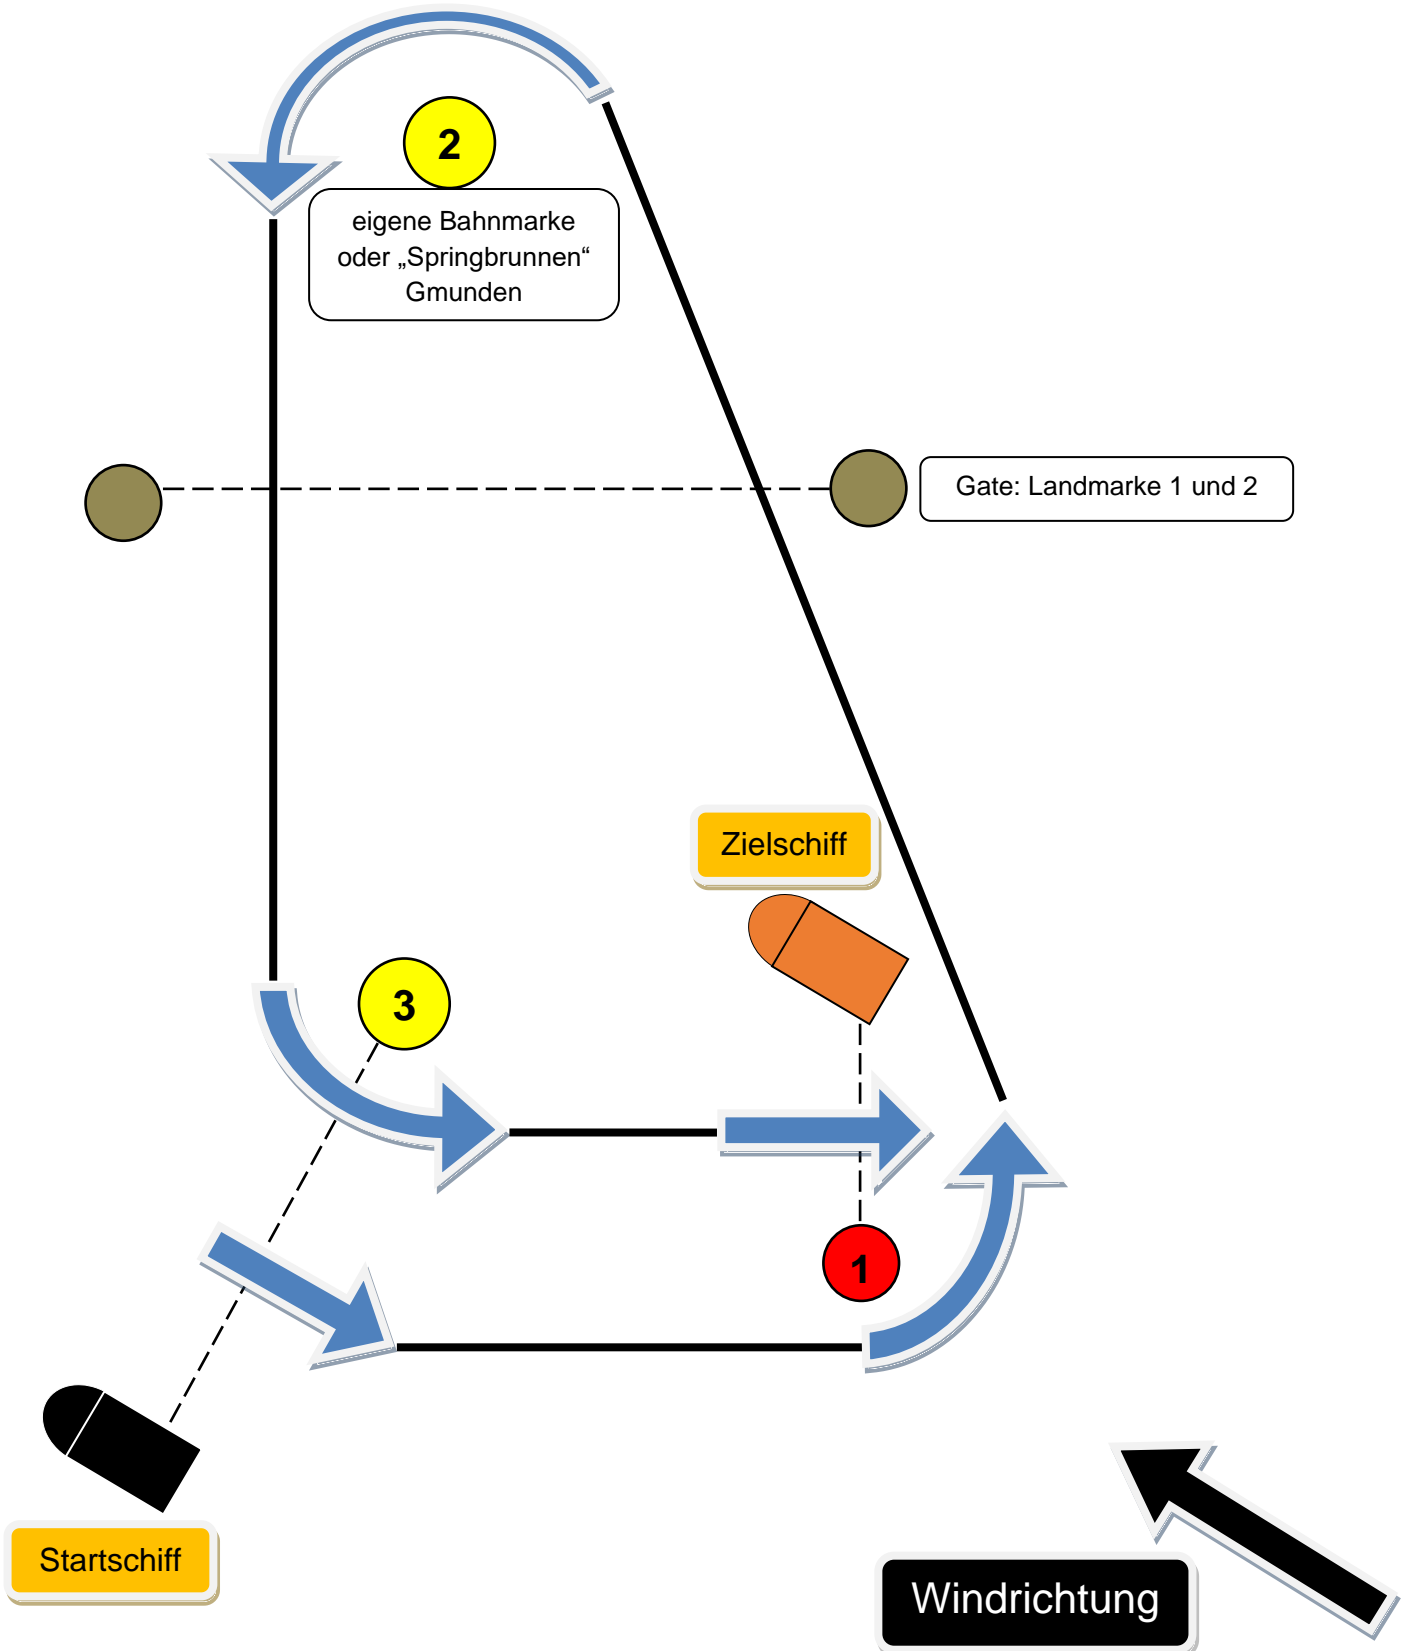 2
eigene Bahnmarke
oder „Springbrunnen“
Gmunden
Gate: Landmarke 1 und 2
Zielschiff
3
1
Startschiff
Windrichtung